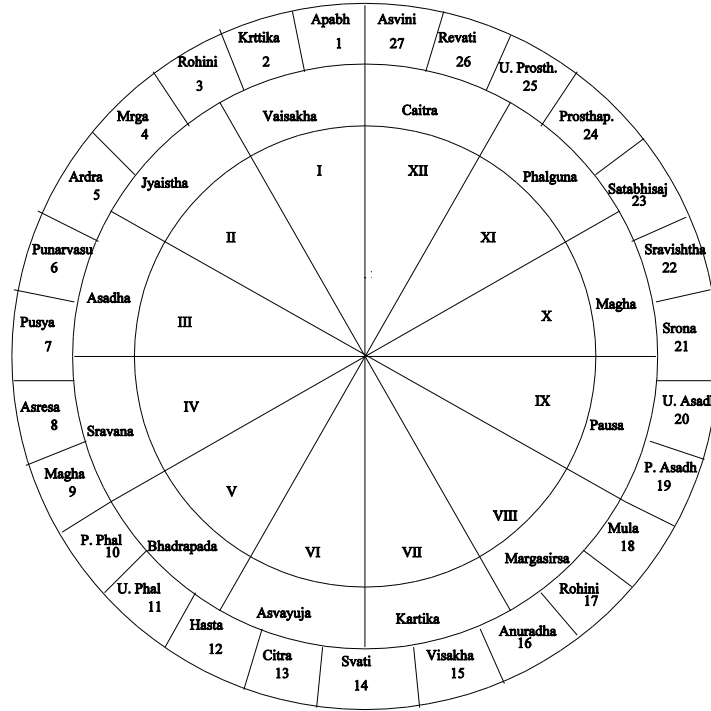 Apabh
1
Krttika
2
Rohini
3
Mrga
4
Ardra
5
Punarvasu
6
Pusya
7
Asresa
8
Magha
9
P. Phal
10
U. Phal
11
Hasta
12
Citra
13
Svati
14
Visakha
15
Anuradha
16
Rohini
17
Mula
18
P. Asadh
19
U. Asadh
20
Srona
21
Sravishtha
22
Satabhisaj
23
Prosthap.
24
U. Prosth.
25
Revati
26
Asvini
27
Vaisakha
Jyaistha
Asadha
Sravana
Bhadrapada
Asvayuja
Kartika
Margasirsa
Pausa
Magha
Phalguna
Caitra
I
II
III
IV
V
VI
VII
VIII
IX
X
XI
XII